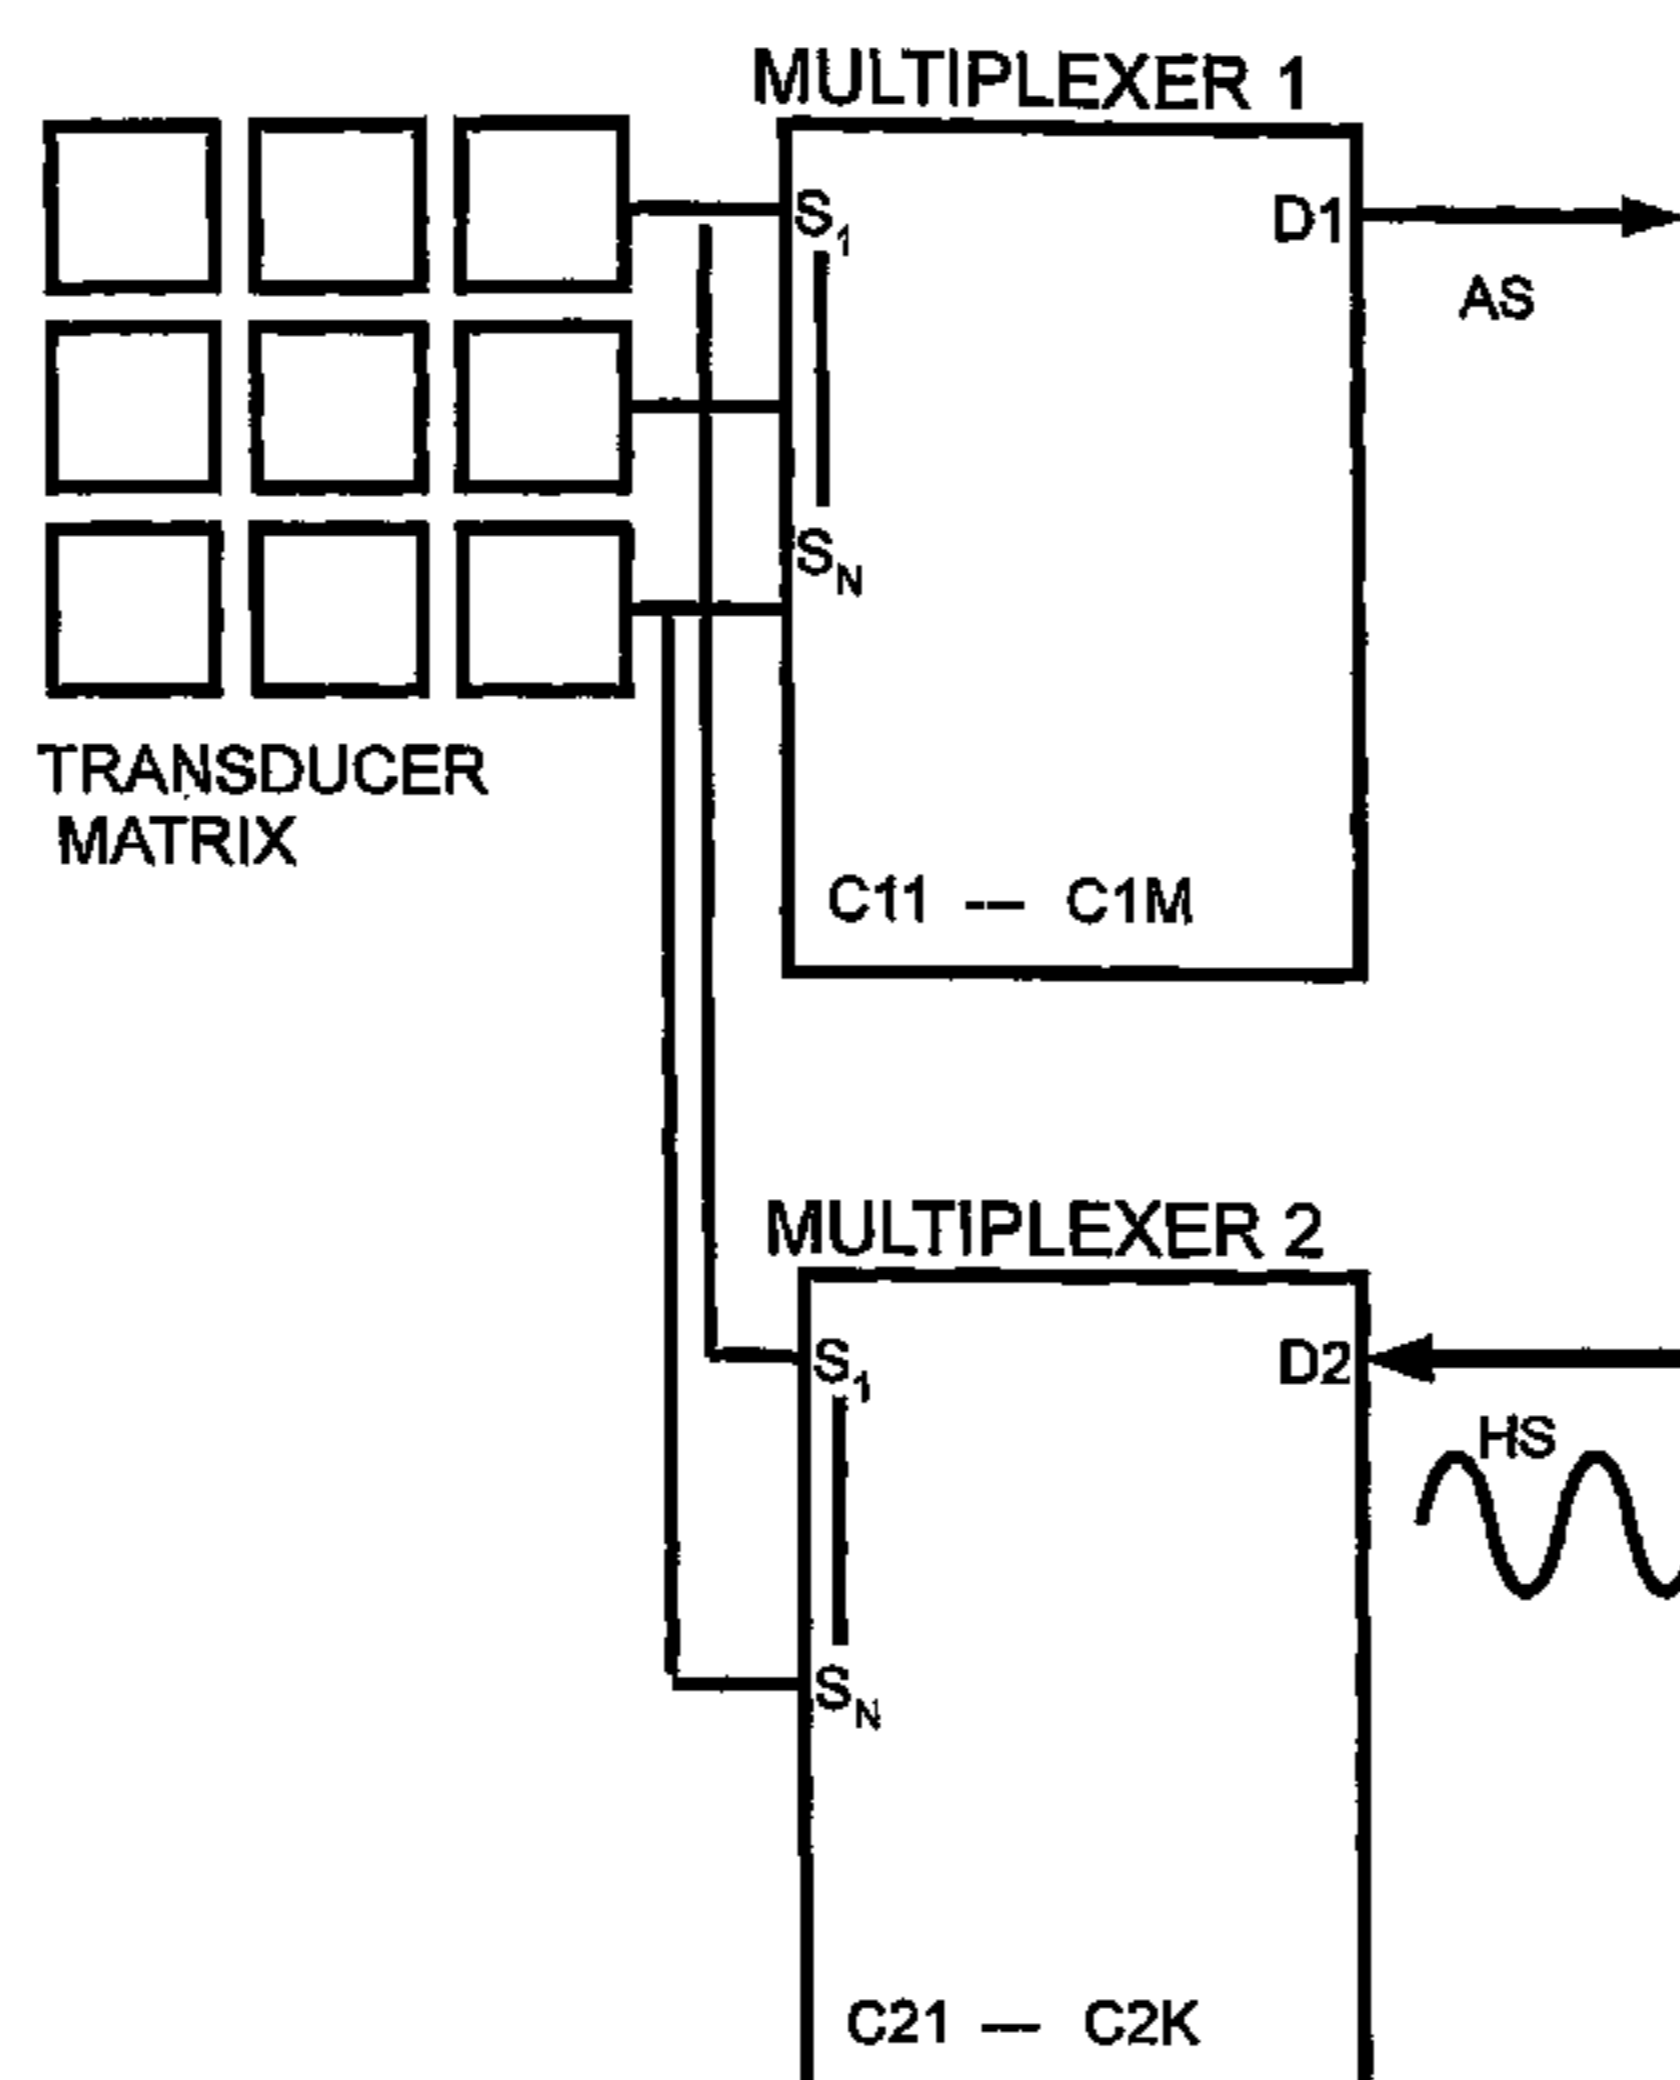 MULTIPLEXER 1
S1
D1
AS
SN
TRANSDUCER
MATRIX
C11 -- C1M
MULTIPLEXER 2
S1
D2
HS
SN
C21 — C2K